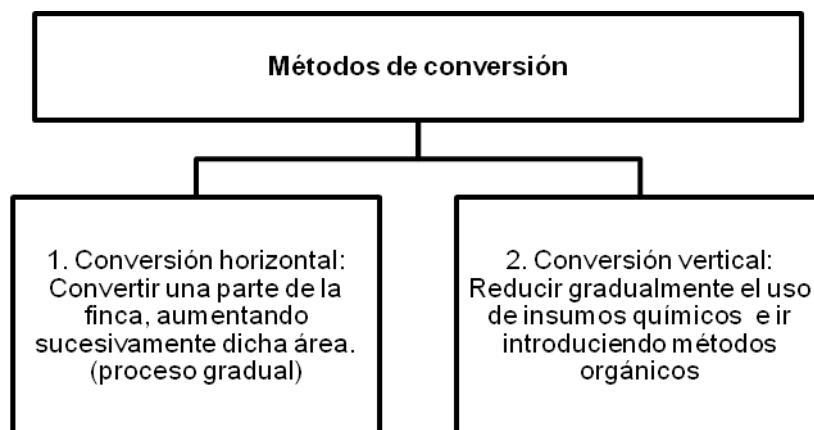 Métodos de conversión
1. Conversión horizontal:
Convertir una parte de la
finca, aumentando
sucesivamente dicha área.
(proceso gradual)
2. Conversión vertical:
Reducir gradualmente el uso
de insumos químicos  e ir
introduciendo métodos
orgánicos